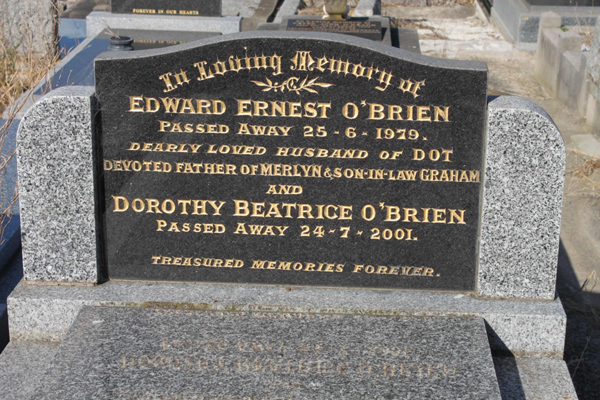 FOREVER IN OUR HEARTS
In Loving Memory of
EDWARD ERNEST O'BRIEN
PASSED AWAY 25-6-1979.
DEARLY LOVED HUSBAND OF DOT
DEVOTED FATHER OF MERLYN & SON-IN-LAW GRAHAM
AND
DOROTHY BEATRICE O'BRIEN
PASSED AWAY 24-7-2001.
TREASURED MEMORIES FOREVER.